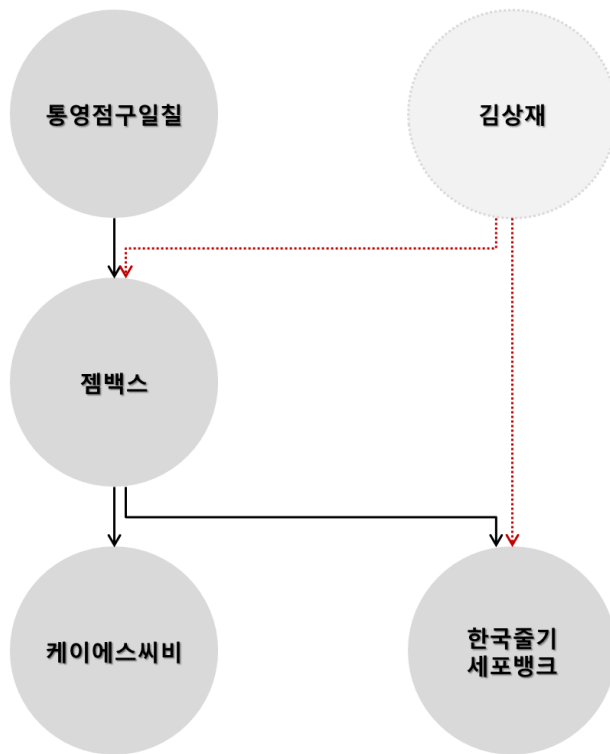 통영점구일칠
김상재
젬백스
케이에스씨비
한국줄기
세포뱅크